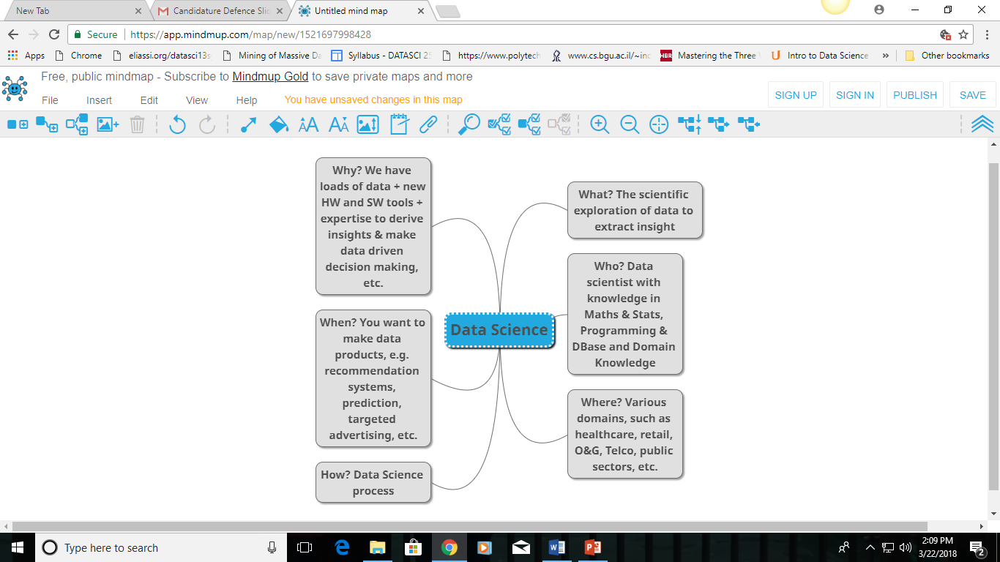 New Tab
Candidature Defence Slid
Untitled mind map
Secure
https://app.mindmup.com/map/new/1521697998428
Apps
Chrome
eliassi.org/datasci13s
Mining of Massive Da
Syllabus - DATASCI 25
https://www.polytech
www.cs.bgu.ac.il/~inc
HBR
Mastering the Three
U
Intro to Data Science
»
Other bookmarks
Free, public mindmap - Subscribe to Mindmup Gold to save private maps and more
File
Insert
Edit
View
Help
You have unsaved changes in this map
SIGN UP
SIGN IN
PUBLISH
SAVE
Why? We have
loads of data + new
HW and SW tools +
expertise to derive
insights & make
data driven
decision making,
etc.
When? You want to
make data
products, e.g.
recommendation
systems,
prediction,
targeted
advertising, etc.
How? Data Science
process
Data Science
What? The scientific
exploration of data to
extract insight
Who? Data
scientist with
knowledge in
Maths & Stats,
Programming &
DBase and Domain
Knowledge
Where? Various
domains, such as
healthcare, retail,
O&G, Telco, public
sectors, etc.
Type here to search
2:09 PM
3/22/2018
2